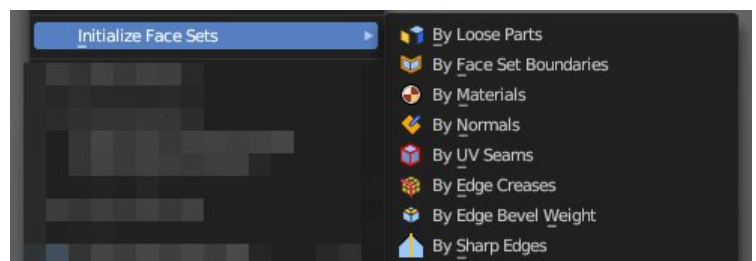 Initialize Face Sets
By Loose Parts
By Face Set Boundaries
By Materials
By Normals
By UV Seams
By Edge Creases
By Edge Bevel Weight
By Sharp Edges